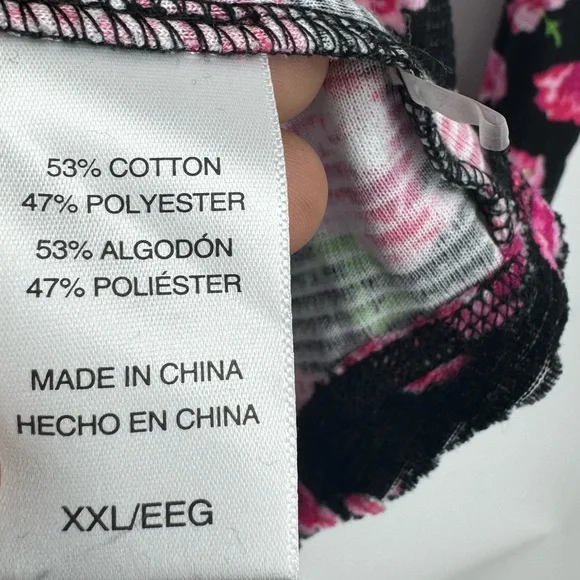 53% COTTON
47% POLYESTER
53% ALGODÓN
47% POLIÉSTER
MADE IN CHINA
HECHO EN CHINA
XXL/EEG